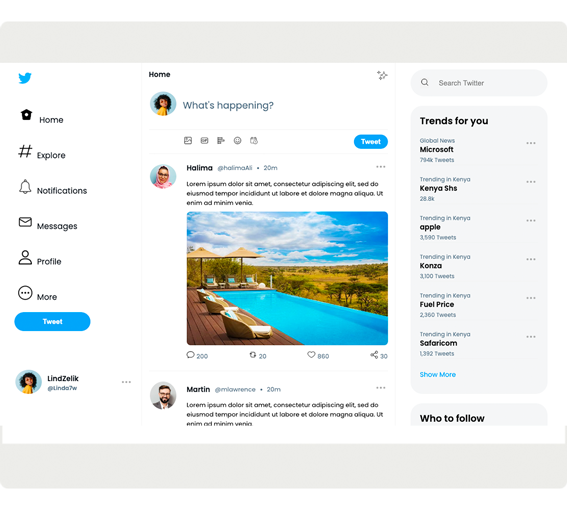 Home
Explore
Notifications
Messages
Profile
More
Tweet
LindZelik
@Linda7w
Home
What's happening?
Tweet
Halima @halimaAli • 20m
Lorem ipsum dolor sit amet, consectetur adipiscing elit, sed do
eiusmod tempor incididunt ut labore et dolore magna aliqua. Ut
enim ad minim venia.
200 20 860 30
Martin @mlawrence • 20m
Lorem ipsum dolor sit amet, consectetur adipiscing elit, sed do
eiusmod tempor incididunt ut labore et dolore magna aliqua. Ut
enim ad minim venia.
Search Twitter
Trends for you
Global News
Microsoft
794k Tweets
Trending in Kenya
Kenya Shs
28.8k
Trending in Kenya
apple
3,590 Tweets
Trending in Kenya
Konza
3,100 Tweets
Trending in Kenya
Fuel Price
2,360 Tweets
Trending in Kenya
Safaricom
1,392 Tweets
Show More
Who to follow